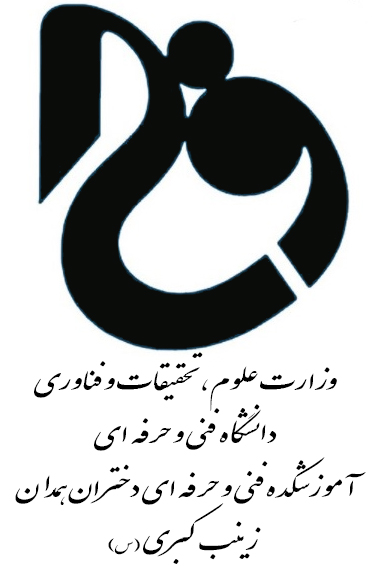 وزارت علوم، تحقیقات و فناوری
دانشگاه فنی و حرفه ای
آموزشکده فنی و حرفه ای دختران همدان
زینب کبری (س)